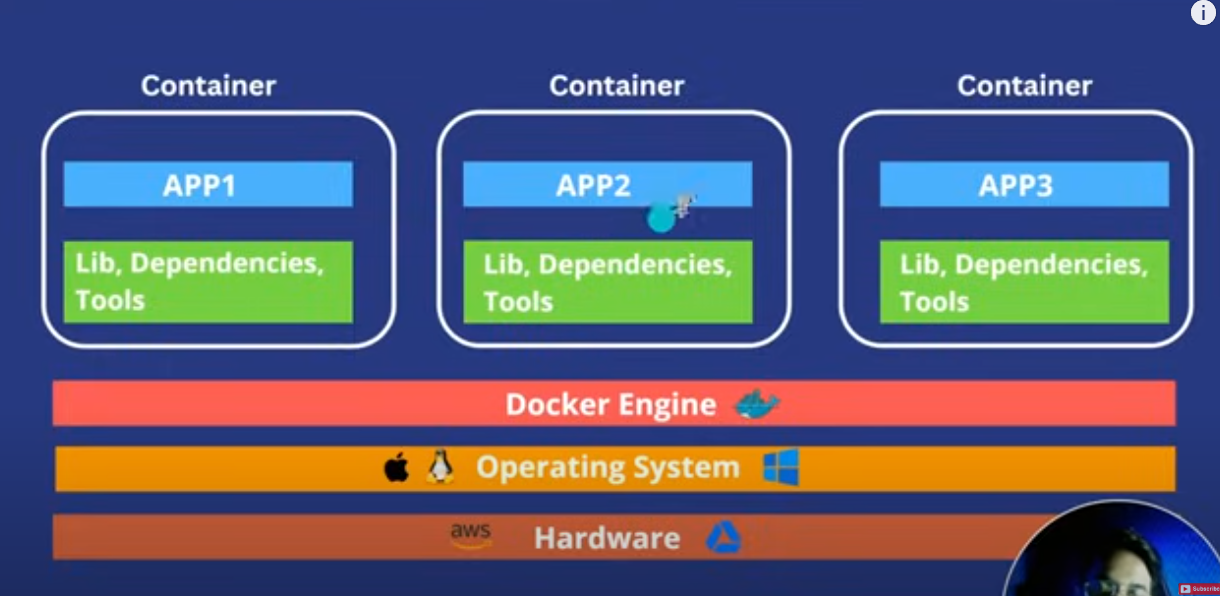 Container
Container
Container
APP1
APP2
APP3
Lib, Dependencies,
Tools
Lib, Dependencies,
Tools
Lib, Dependencies,
Tools
Docker Engine
Operating System
aws
Hardware
Subscribe
i